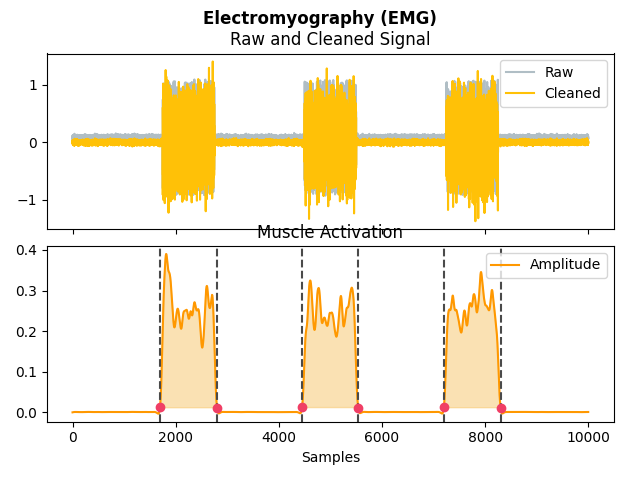 Electromyography (EMG)
Raw and Cleaned Signal
Raw
Cleaned
1
0
−1
Muscle Activation
Amplitude
0.4
0.3
0.2
0.1
0.0
0 2000 4000 6000 8000 10000
Samples